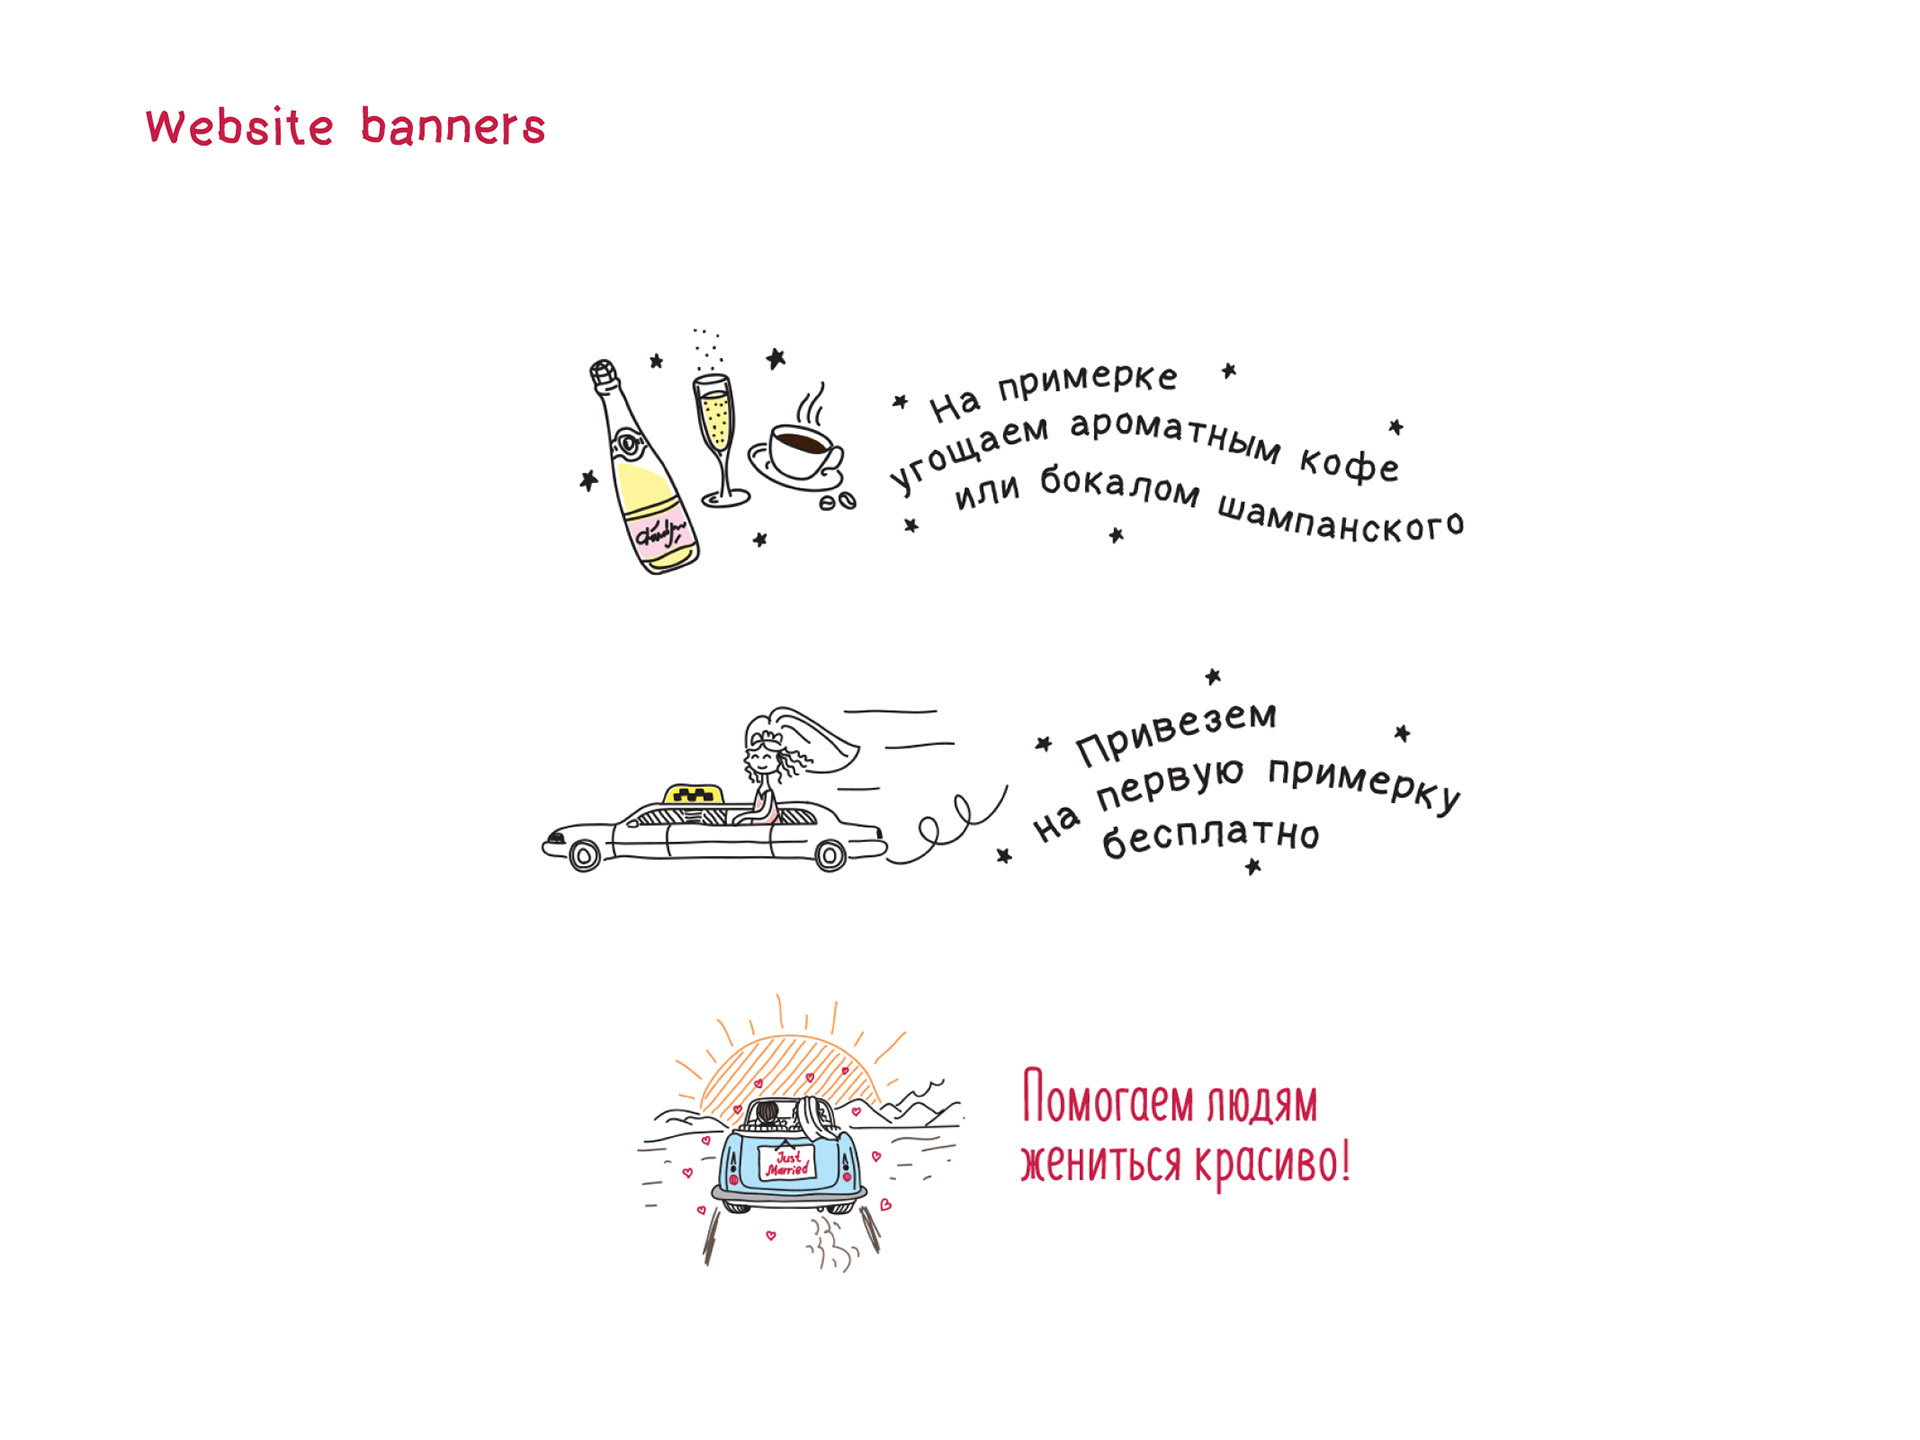 Website banners
На примерке
угощаем ароматным кофе
или бокалом шампанского
Привезем
на первую примерку
бесплатно
Just
Married
Помогаем людям
жениться красиво!